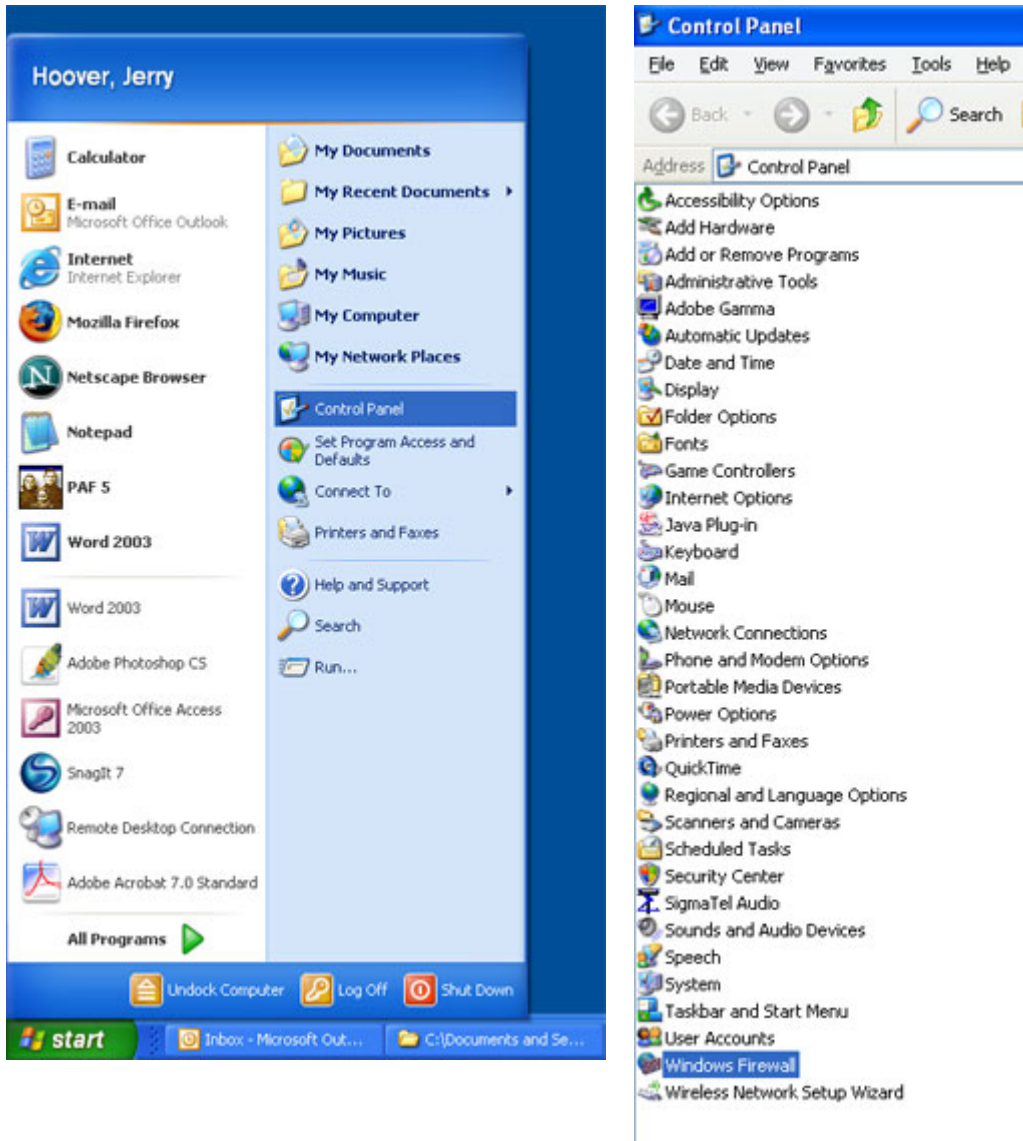 Hoover, Jerry
Calculator
E-mail
Microsoft Office Outlook
Internet
Internet Explorer
Mozilla Firefox
Netscape Browser
Notepad
PAF 5
Word 2003
Word 2003
Adobe Photoshop CS
Microsoft Office Access
2003
SnagIt 7
Remote Desktop Connection
Adobe Acrobat 7.0 Standard
All Programs
My Documents
My Recent Documents
My Pictures
My Music
My Computer
My Network Places
Control Panel
Set Program Access and
Defaults
Connect To
Printers and Faxes
Help and Support
Search
Run...
Undock Computer Log Off Shut Down
start Inbox - Microsoft Out... C:\Documents and Se...
Control Panel
File Edit View Favorites Tools Help
Back Search
Address Control Panel
Accessibility Options
Add Hardware
Add or Remove Programs
Administrative Tools
Adobe Gamma
Automatic Updates
Date and Time
Display
Folder Options
Fonts
Game Controllers
Internet Options
Java Plug-in
Keyboard
Mail
Mouse
Network Connections
Phone and Modem Options
Portable Media Devices
Power Options
Printers and Faxes
QuickTime
Regional and Language Options
Scanners and Cameras
Scheduled Tasks
Security Center
SigmaTel Audio
Sounds and Audio Devices
Speech
System
Taskbar and Start Menu
User Accounts
Windows Firewall
Wireless Network Setup Wizard